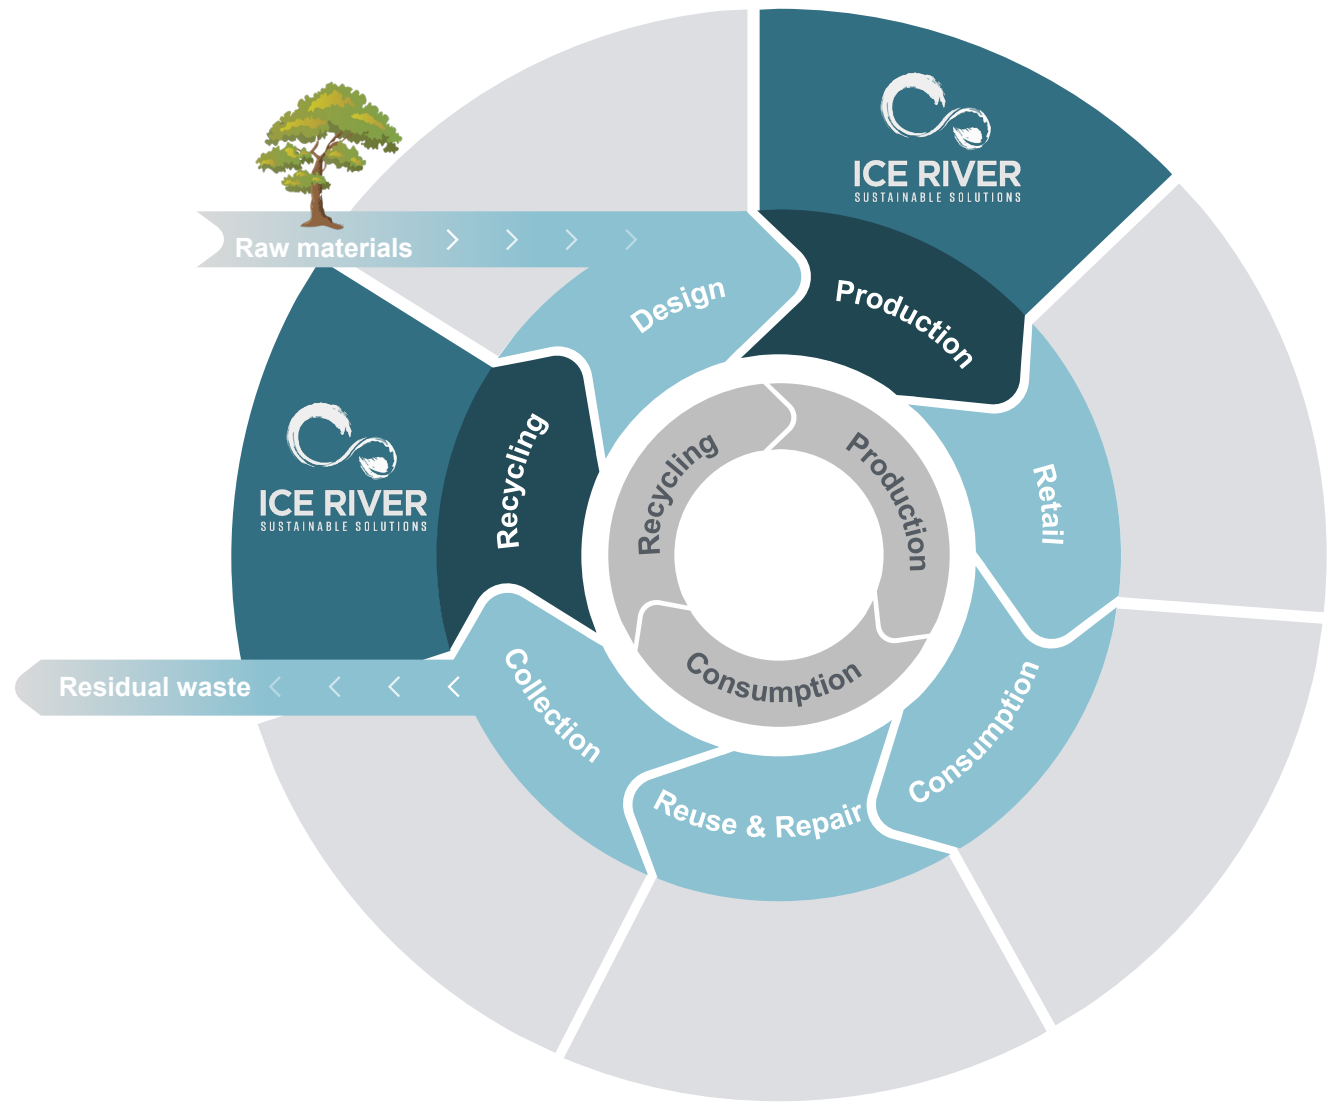 ICE RIVER
SUSTAINABLE SOLUTIONS
Raw materials
Design
Production
Recycling
Production
Recycling
Retail
ICE RIVER
SUSTAINABLE SOLUTIONS
Consumption
Residual waste
Collection
Consumption
Reuse & Repair